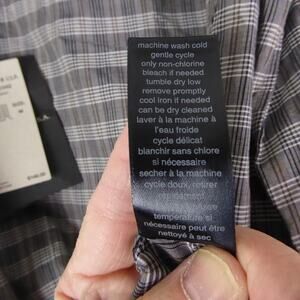 machine wash cold
gentle cycle
only non-chlorine
bleach if needed
tumble dry low
remove promptly
cool iron if needed
can be dry cleaned
laver à la machine à
l'eau froide
cycle délicat
blanchir sans chlore
si nécessaire
sécher à la machine
cycle doux, retirer
température si
nécessaire peut être
nettoyé à sec
U.S.A.
SIZE: